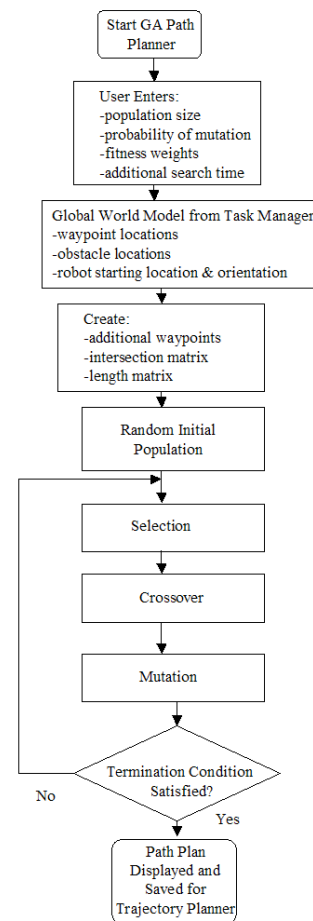 Start GA Path
Planner
User Enters:
-population size
-probability of mutation
-fitness weights
-additional search time
Global World Model from Task Manager
-waypoint locations
-obstacle locations
-robot starting location & orientation
Create:
-additional waypoints
-intersection matrix
-length matrix
Random Initial
Population
Selection
Crossover
Mutation
Termination Condition
Satisfied?
No
Yes
Path Plan
Displayed and
Saved for
Trajectory Planner